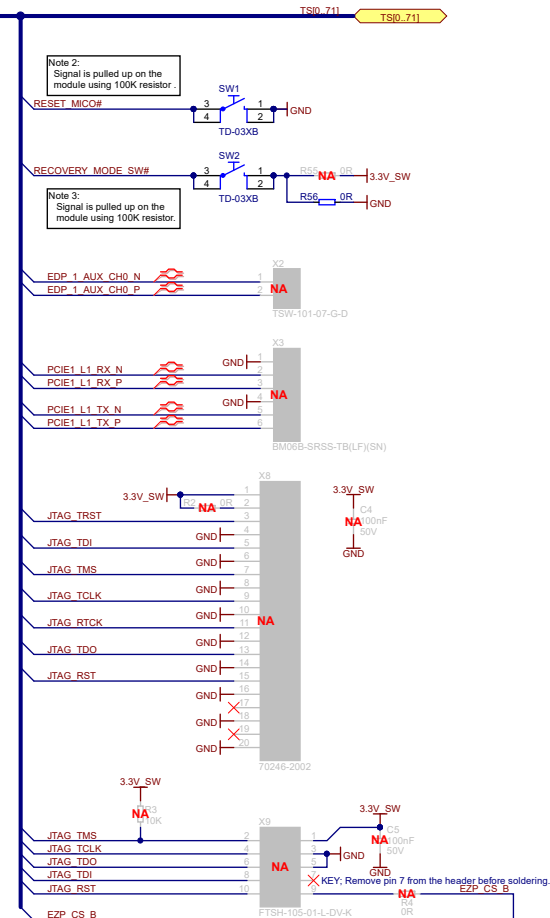 TS[0..71]
TS[0..71]
Note 2:
Signal is pulled up on the
module using 100K resistor .
SW1
RESET_MICO#
3 1
4 2
GND
TD-03XB
SW2
RECOVERY_MODE_SW#
3 1
4 2
TD-03XB
R55 0R
NA
3.3V_SW
R56 0R
GND
Note 3:
Signal is pulled up on the
module using 100K resistor.
X2
EDP_1_AUX_CH0_N 1
EDP_1_AUX_CH0_P 2
NA
TSW-101-07-G-D
X3
GND 1
PCIE1_L1_RX_N 2
PCIE1_L1_RX_P 3
GND 4
PCIE1_L1_TX_N 5
PCIE1_L1_TX_P 6
NA
BM06B-SRSS-TB(LF)(SN)
X8
3.3V_SW 1
R2 0R 2
NA
JTAG_TRST 3
GND 4
JTAG_TDI 5
GND 6
JTAG_TMS 7
GND 8
JTAG_TCLK 9
GND 10
JTAG_RTCK 11
GND 12
JTAG_TDO 13
GND 14
JTAG_RST 15
GND 16
17
GND 18
19
GND 20
NA
70246-2002
3.3V_SW
C4
NA
100nF
50V
GND
3.3V_SW
R3
NA
10K
X9
JTAG_TMS 2
JTAG_TCLK 4
JTAG_TDO 6
JTAG_TDI 8
JTAG_RST 10
NA
1
3
5
7
9
FTSH-105-01-L-DV-K
3.3V_SW
C5
NA
100nF
50V
GND
GND
KEY; Remove pin 7 from the header before soldering.
NA
R4
0R
EZP_CS_B
EZP_CS_B